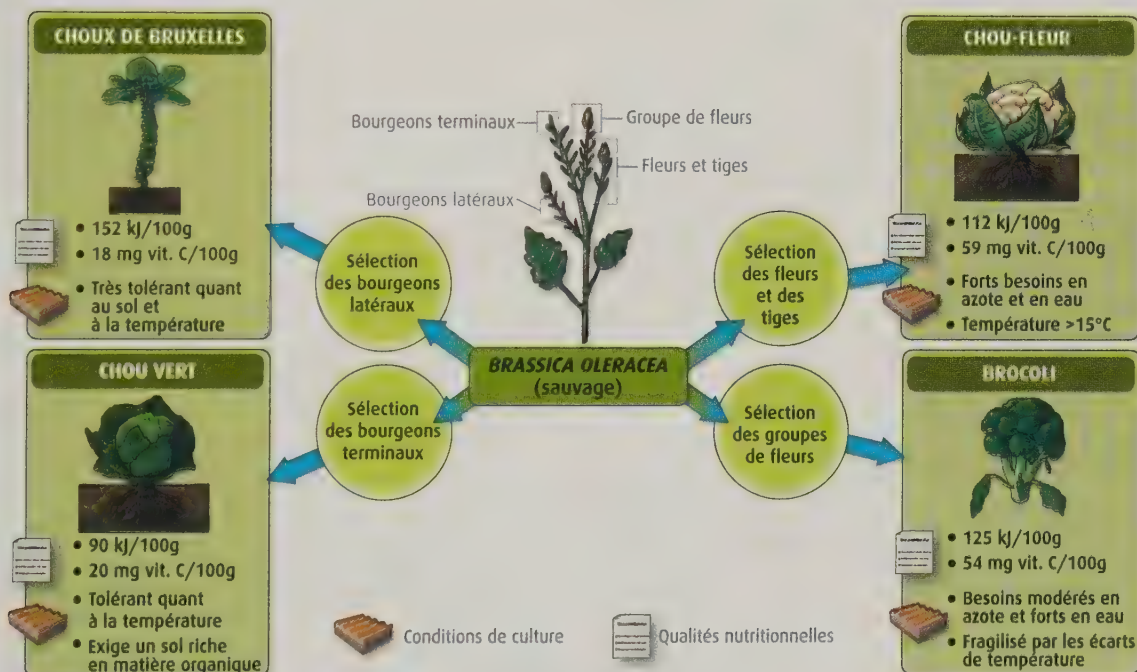 CHOUX DE BRUXELLES
• 152 kJ/100g
• 18 mg vit. C/100g
• Très tolérant quant
au sol et
à la température
Bourgeons terminaux
Groupe de fleurs
Fleurs et tiges
Bourgeons latéraux
CHOU-FLEUR
• 112 kJ/100g
• 59 mg vit. C/100g
• Forts besoins en
azote et en eau
• Température >15°C
Sélection
des bourgeons
latéraux
Sélection
des fleurs
et des
tiges
BRASSICA OLERACEA
(sauvage)
Sélection
des bourgeons
terminaux
Sélection
des groupes
de fleurs
CHOU VERT
• 90 kJ/100g
• 20 mg vit. C/100g
• Tolérant quant
à la température
• Exige un sol riche
en matière organique
BROCOLI
• 125 kJ/100g
• 54 mg vit. C/100g
• Besoins modérés en
azote et forts en eau
• Fragilisé par les écarts
de température
Conditions de culture
Qualités nutritionnelles